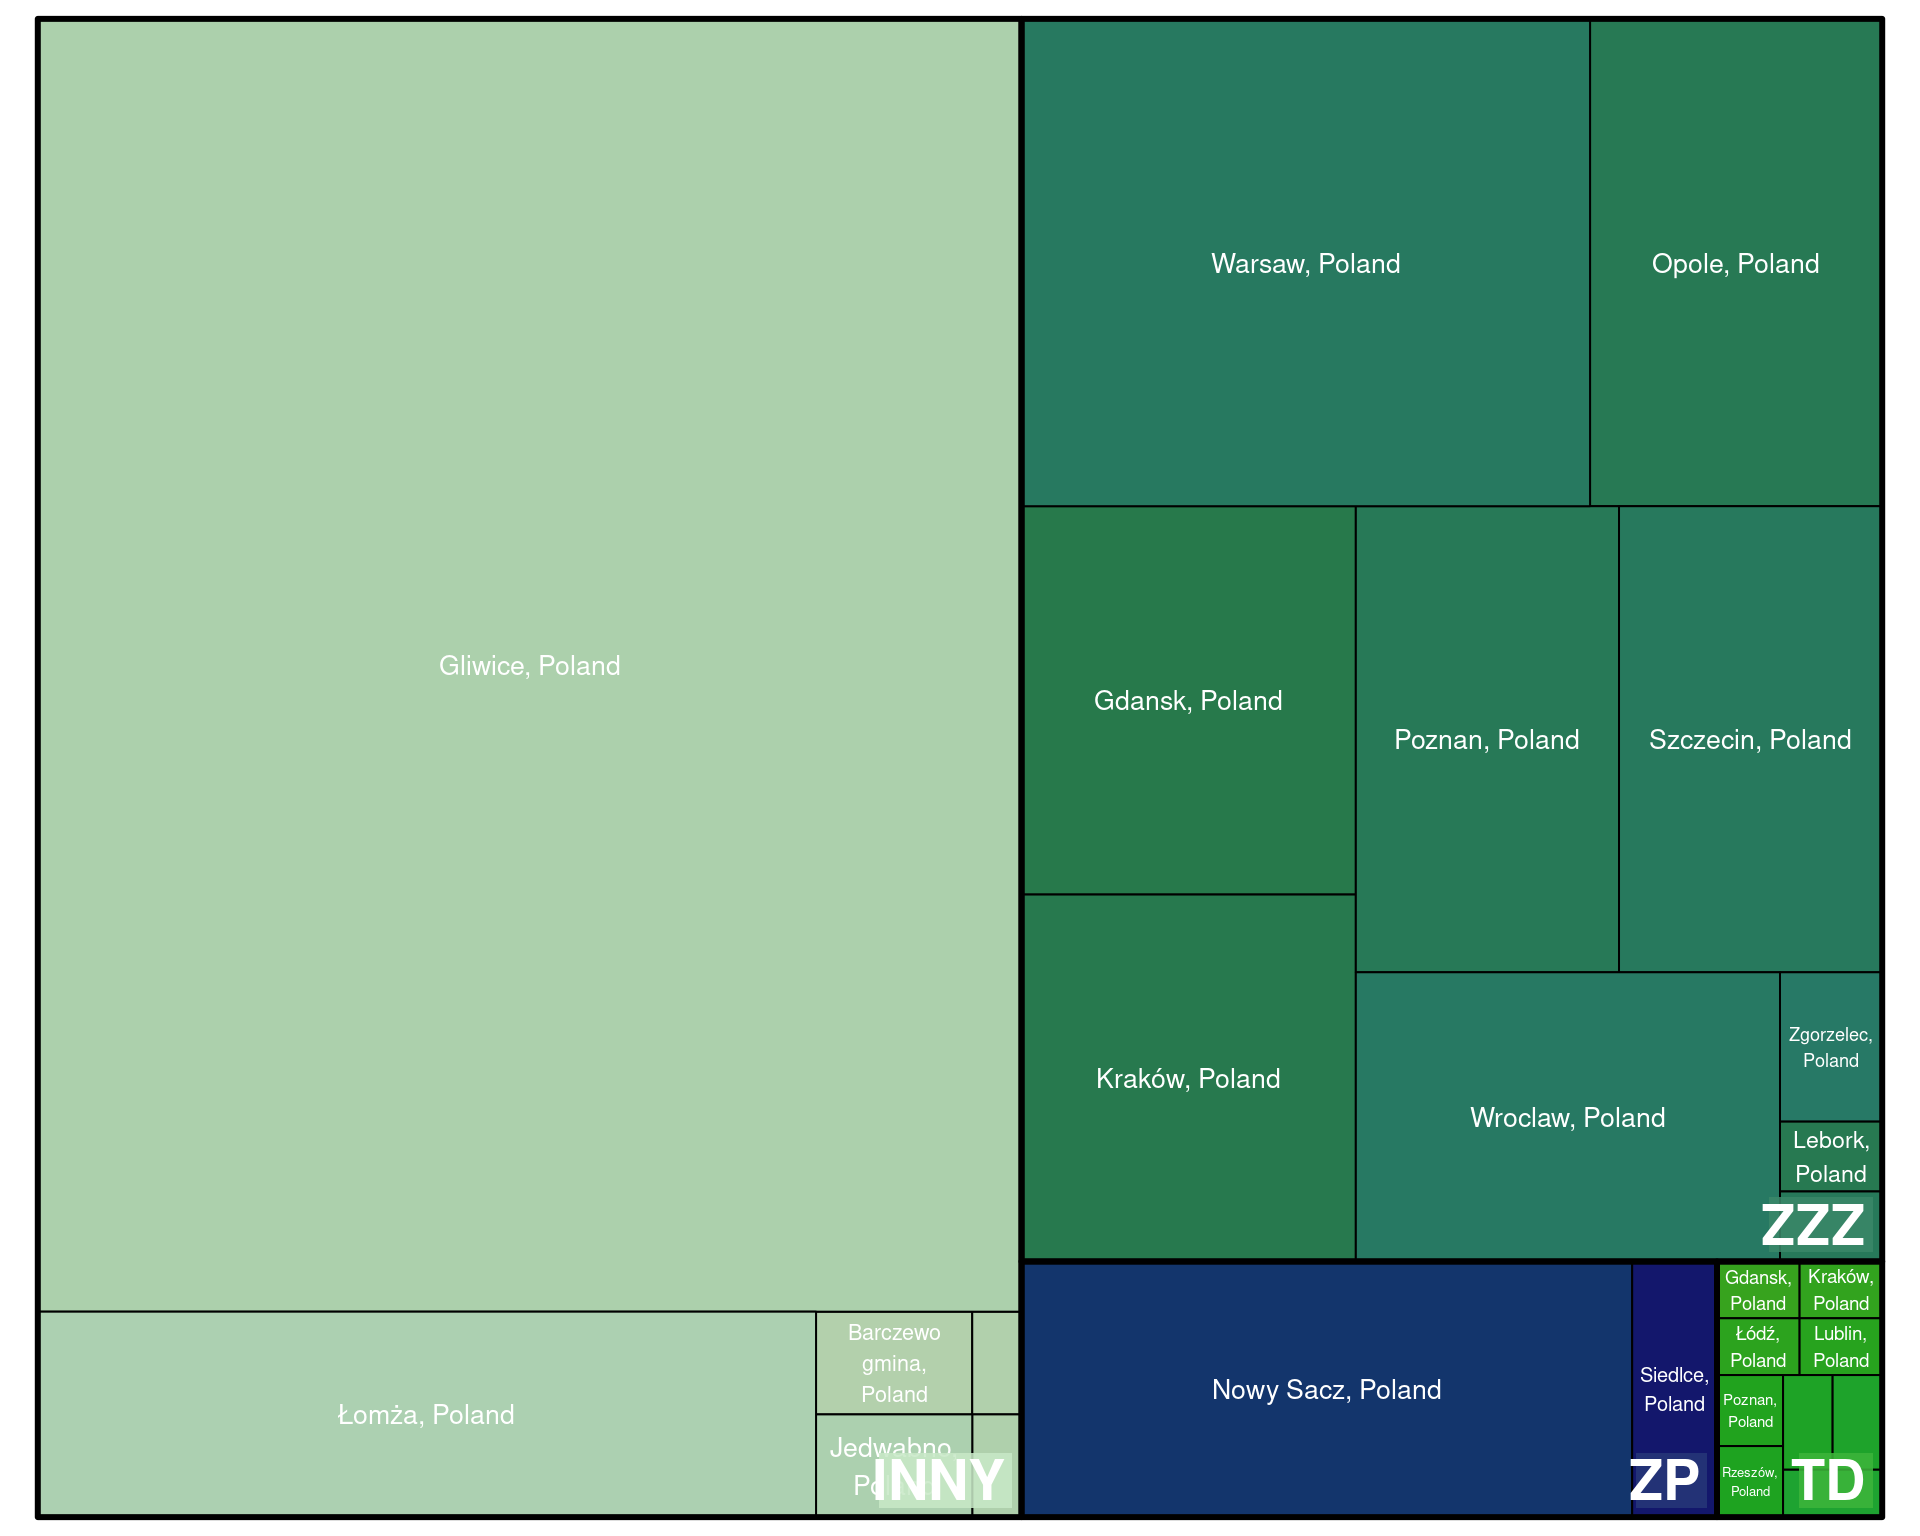 Gliwice, Poland
Łomża, Poland
Barczewo
gmina,
Poland
Jedwabno,
INNY
Warsaw, Poland
Opole, Poland
Gdansk, Poland
Poznan, Poland
Szczecin, Poland
Kraków, Poland
Wroclaw, Poland
Zgorzelec,
Poland
Lebork,
Poland
ZZZ
Nowy Sacz, Poland
Siedlce,
Poland
ZP
Gdansk,
Poland
Kraków,
Poland
Łódź,
Poland
Lublin,
Poland
Poznan,
Poland
Rzeszów,
Poland
TD